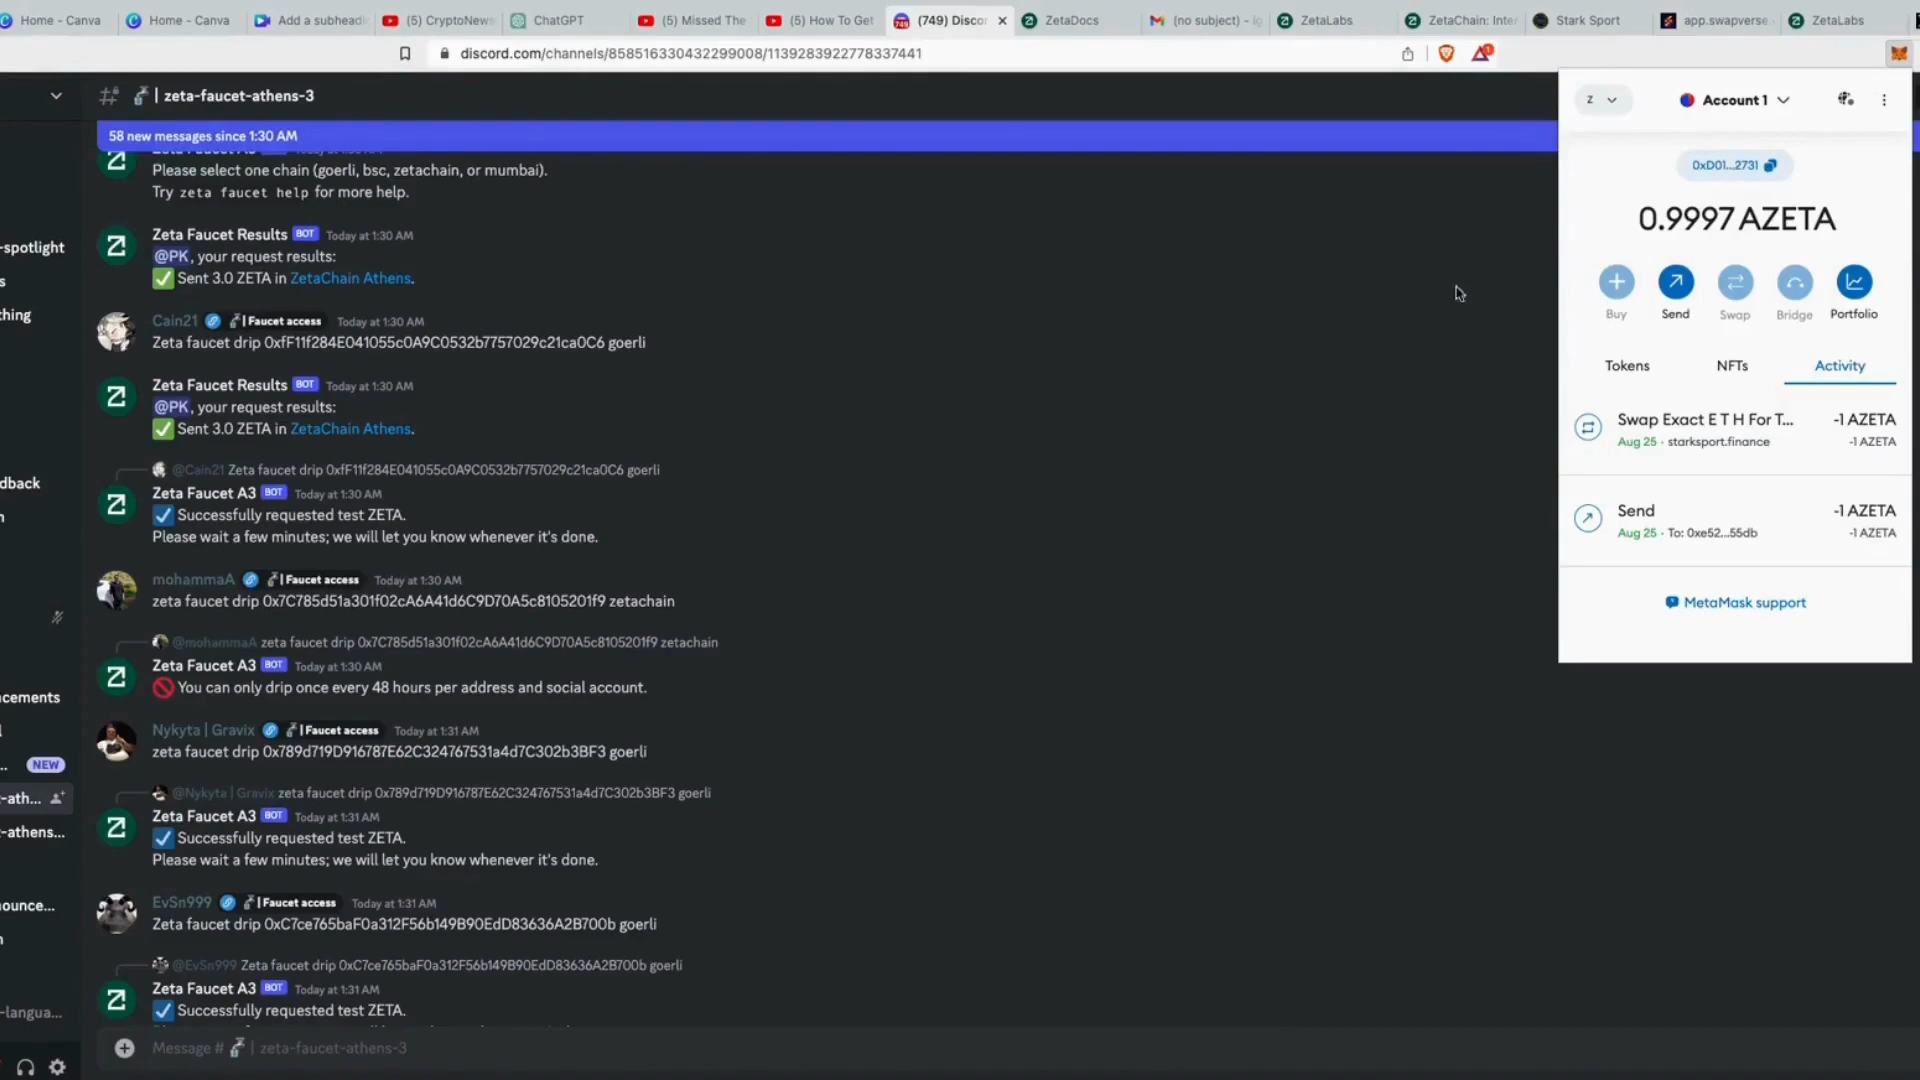 Home - Canva
Home - Canva
Add a subheadi
(5) CryptoNews
ChatGPT
(5) Missed The
(5) How To Get
(749) Discor
ZetaDocs
(no subject) - ig
ZetaLabs
ZetaChain: Inter
Stark Sport
app.swapverse.
ZetaLabs
discord.com/channels/858516330432299008/1139283922778337441
| zeta-faucet-athens-3
58 new messages since 1:30 AM
Please select one chain (goerli, bsc, zetachain, or mumbai).
Try zeta faucet help for more help.
Zeta Faucet Results BOT Today at 1:30 AM
@PK, your request results:
Sent 3.0 ZETA in ZetaChain Athens.
Cain21 | Faucet access Today at 1:30 AM
Zeta faucet drip 0xfF11f284E041055c0A9C0532b7757029c21ca0C6 goerli
Zeta Faucet Results BOT Today at 1:30 AM
@PK, your request results:
Sent 3.0 ZETA in ZetaChain Athens.
@Cain21 Zeta faucet drip 0xfF11f284E041055c0A9C0532b7757029c21ca0C6 goerli
Zeta Faucet A3 BOT Today at 1:30 AM
Successfully requested test ZETA.
Please wait a few minutes; we will let you know whenever it's done.
mohammaA | Faucet access Today at 1:30 AM
zeta faucet drip 0x7C785d51a301f02cA6A41d6C9D70A5c8105201f9 zetachain
@mohammaA zeta faucet drip 0x7C785d51a301f02cA6A41d6C9D70A5c8105201f9 zetachain
Zeta Faucet A3 BOT Today at 1:30 AM
You can only drip once every 48 hours per address and social account.
Nykyta | Gravix | Faucet access Today at 1:31 AM
zeta faucet drip 0x789d719D916787E62C324767531a4d7C302b3BF3 goerli
@Nykyta | Gravix zeta faucet drip 0x789d719D916787E62C324767531a4d7C302b3BF3 goerli
Zeta Faucet A3 BOT Today at 1:31 AM
Successfully requested test ZETA.
Please wait a few minutes; we will let you know whenever it's done.
EvSn999 | Faucet access Today at 1:31 AM
Zeta faucet drip 0xC7ce765baF0a312F56b149B90EdD83636A2B700b goerli
@EvSn999 Zeta faucet drip 0xC7ce765baF0a312F56b149B90EdD83636A2B700b goerli
Zeta Faucet A3 BOT Today at 1:31 AM
Successfully requested test ZETA.
Message # | zeta-faucet-athens-3
-spotlight
s
thing
dback
n
cements
l
... NEW
-ath...
-athens...
ounce...
n
-langua...
Z
Account 1
0xD01...2731
0.9997 AZETA
Buy
Send
Swap
Bridge
Portfolio
Tokens
NFTs
Activity
Swap Exact E T H For T... -1 AZETA
Aug 25 · starksport.finance -1 AZETA
Send -1 AZETA
Aug 25 · To: 0xe52...55db -1 AZETA
MetaMask support